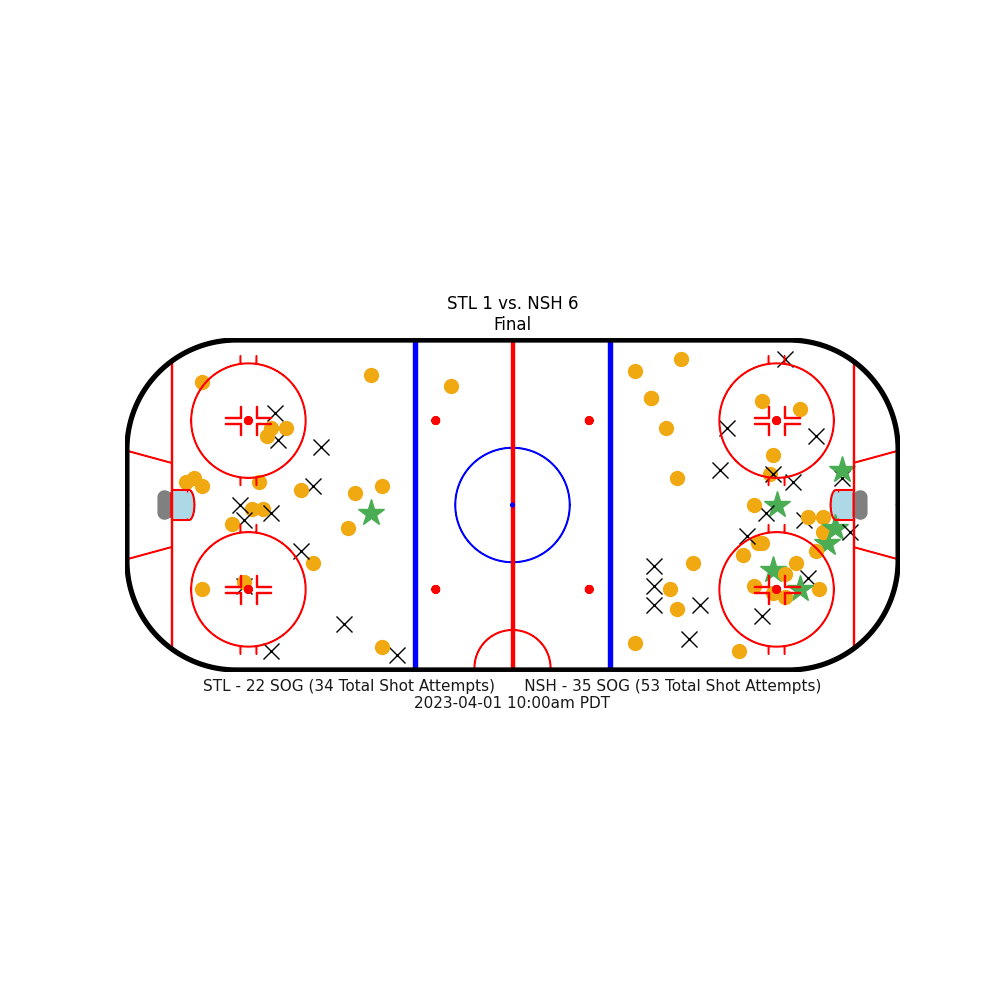 STL 1 vs. NSH 6
Final
STL - 22 SOG (34 Total Shot Attempts) NSH - 35 SOG (53 Total Shot Attempts)
2023-04-01 10:00am PDT